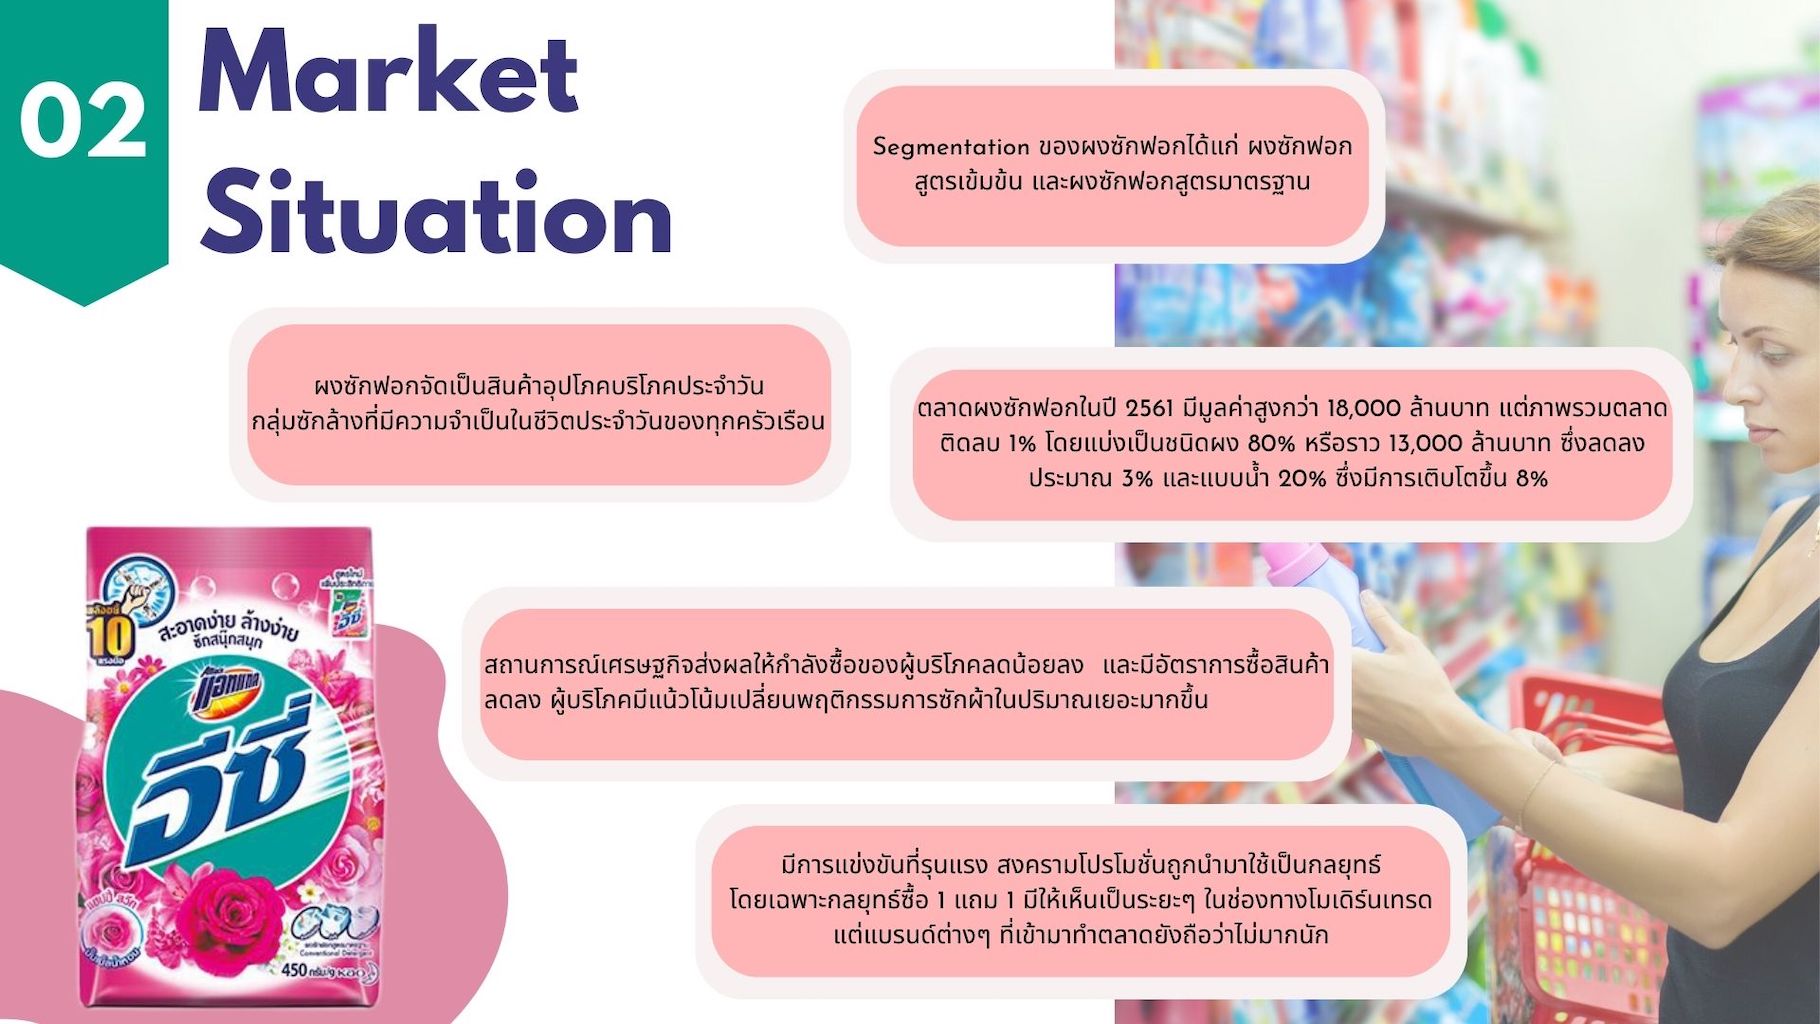 02
Market
Situation
Segmentation ของผงซักฟอกได้แก่ ผงซักฟอก
สูตรเข้มข้น และผงซักฟอกสูตรมาตรฐาน
ผงซักฟอกจัดเป็นสินค้าอุปโภคบริโภคประจำวัน
กลุ่มซักล้างที่มีความจำเป็นในชีวิตประจำวันของทุกครัวเรือน
ตลาดผงซักฟอกในปี 2561 มีมูลค่าสูงกว่า 18,000 ล้านบาท แต่ภาพรวมตลาด
ติดลบ 1% โดยแบ่งเป็นชนิดผง 80% หรือราว 13,000 ล้านบาท ซึ่งลดลง
ประมาณ 3% และแบบน้ำ 20% ซึ่งมีการเติบโตขึ้น 8%
สถานการณ์เศรษฐกิจส่งผลให้กำลังซื้อของผู้บริโภคลดน้อยลง และมีอัตราการซื้อสินค้า
ลดลง ผู้บริโภคมีแน้วโน้มเปลี่ยนพฤติกรรมการซักผ้าในปริมาณเยอะมากขึ้น
มีการแข่งขันที่รุนแรง สงครามโปรโมชั่นถูกนำมาใช้เป็นกลยุทธ์
โดยเฉพาะกลยุทธ์ซื้อ 1 แถม 1 มีให้เห็นเป็นระยะๆ ในช่องทางโมเดิร์นเทรด
แต่แบรนด์ต่างๆ ที่เข้ามาทำตลาดยังถือว่าไม่มากนัก
สูตรใหม่
10
สะอาดง่าย ล้างง่าย
ซักสนุ๊กสนุก
แอทแทค
อีซี่
แฮปปี้ สวีท
Conventional Detergent
450 กรัม/g Kao